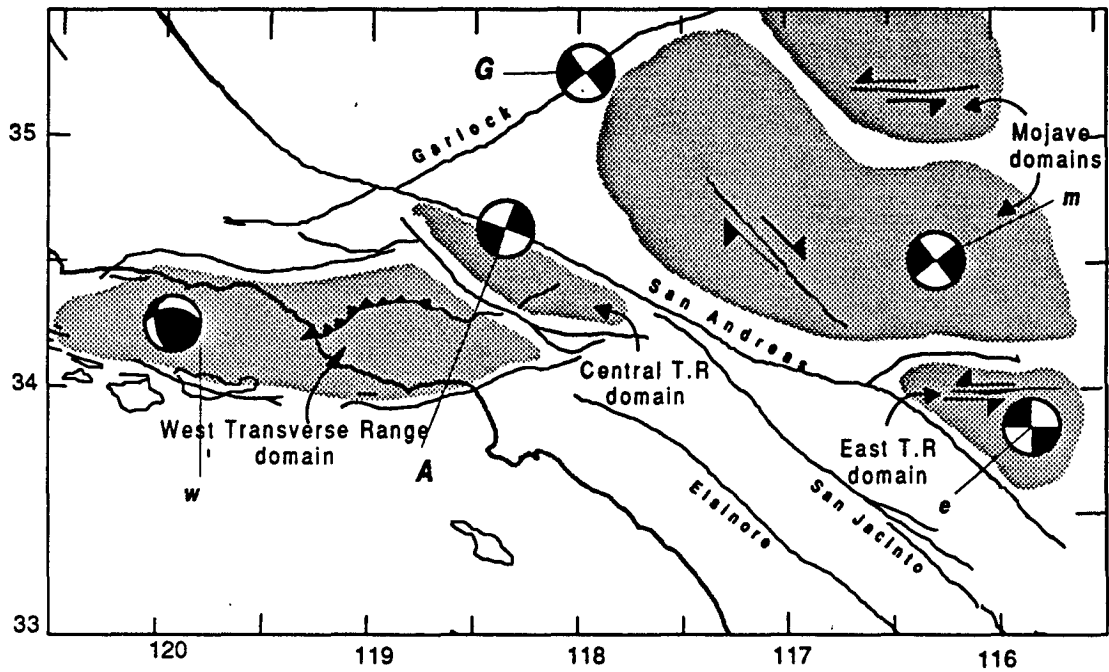 G
35
Garlock
Mojave
domains
m
San Andreas
34
Central T.R
domain
West Transverse Range
domain
w
A
East T.R
domain
e
Elsinore
San Jacinto
33
120
119
118
117
116